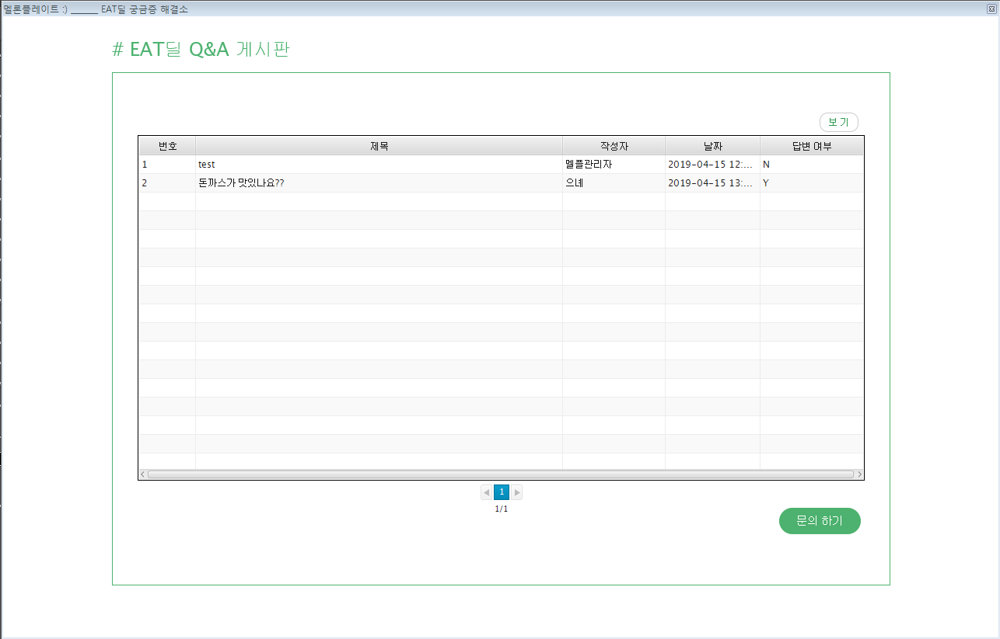 멜론플레이트 :) ______ EAT딜 궁금증 해결소
# EAT딜 Q&A 게시판
보기
번호 제목 작성자 날짜 답변 여부
1 test 멜플관리자 2019-04-15 12:... N
2 돈까스가 맛있나요?? 으녜 2019-04-15 13:... Y
1
1/1
문의 하기